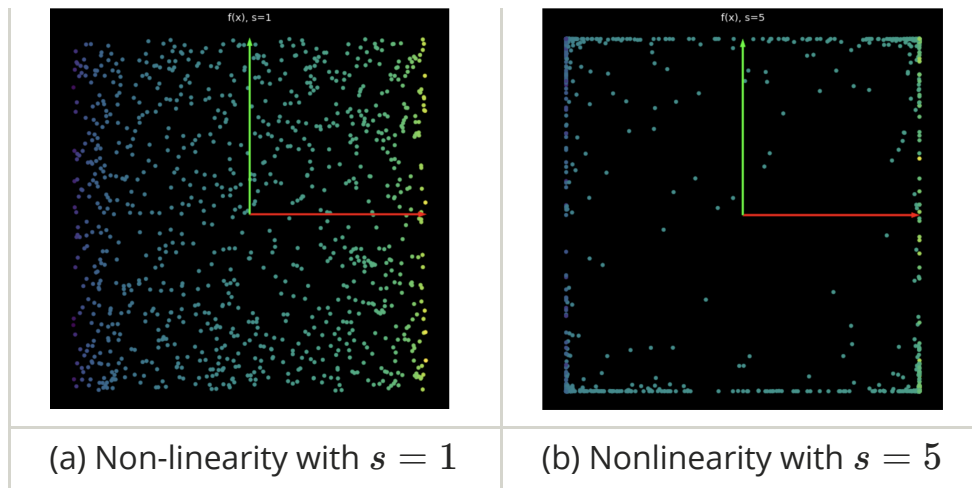 f(x), s=1
f(x), s=5
(a) Non-linearity with s = 1
(b) Nonlinearity with s = 5